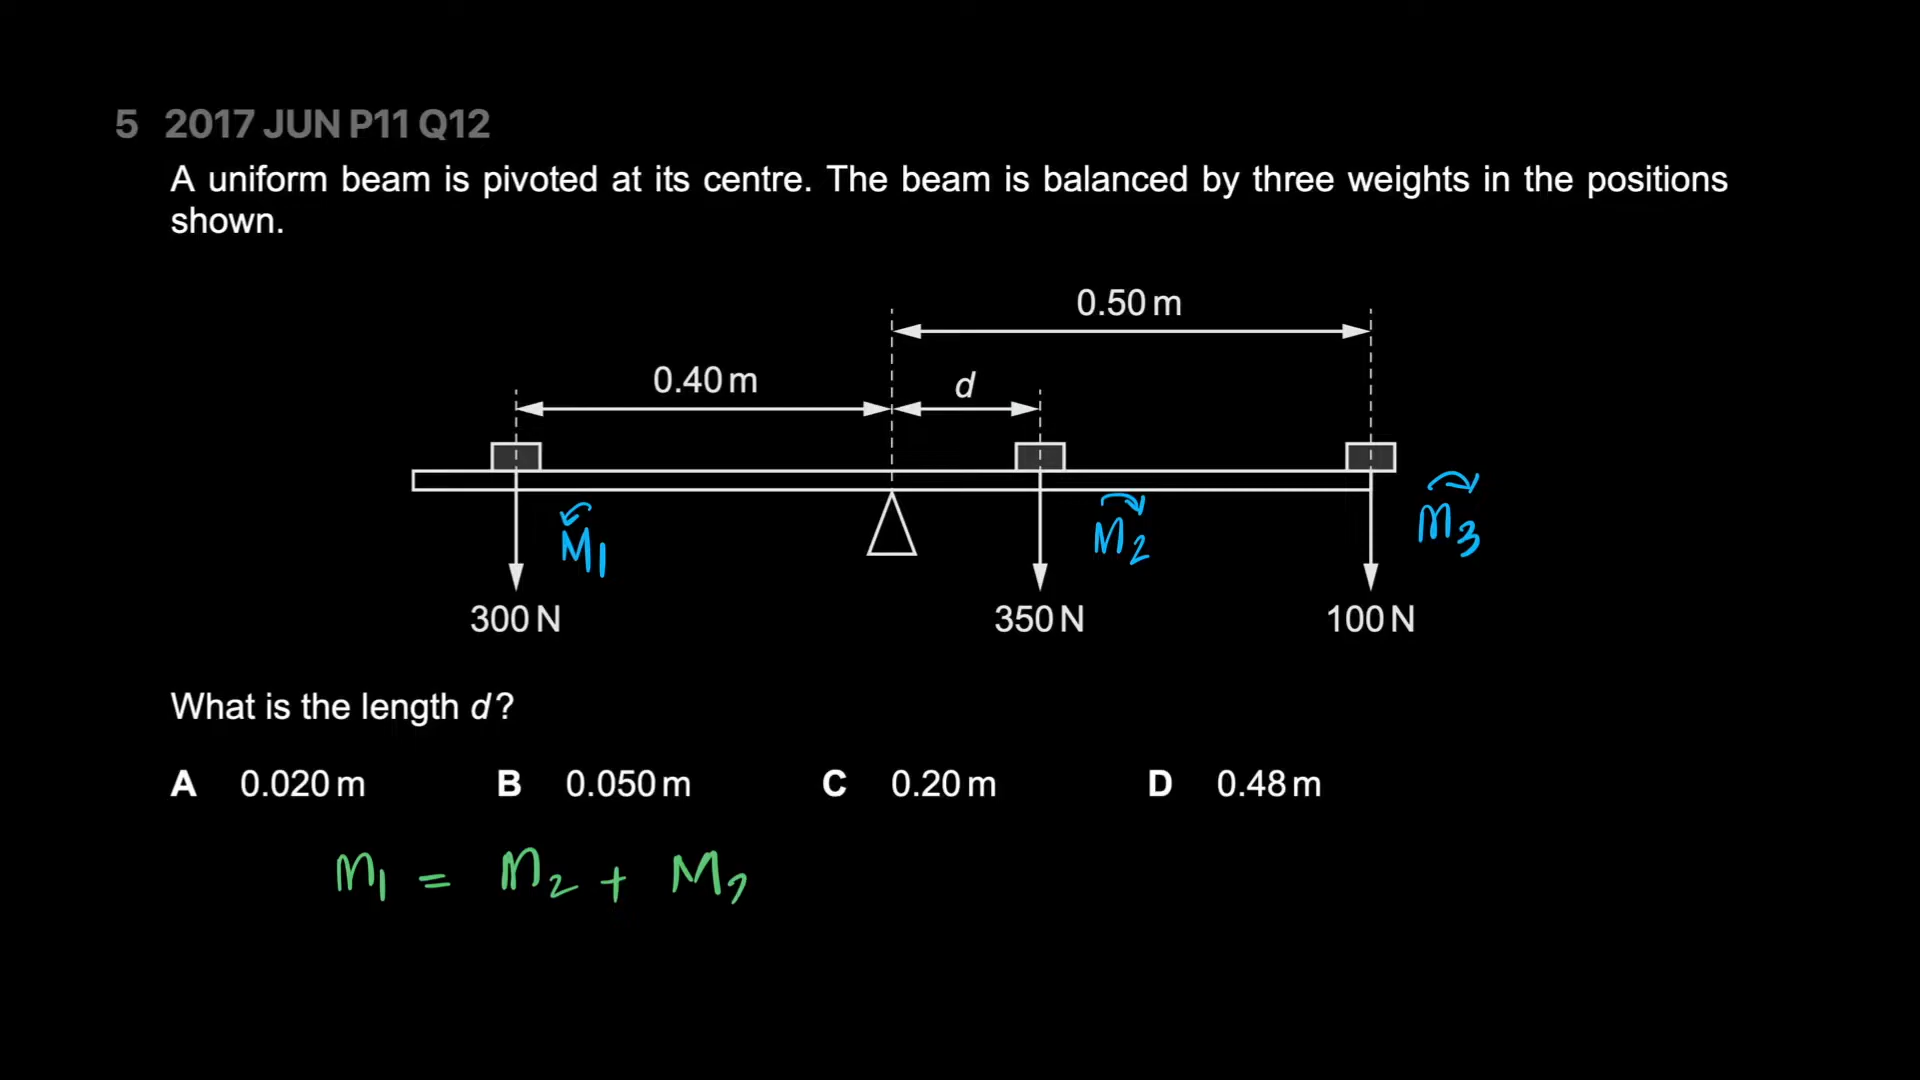 5 2017 JUN P11 Q12
A uniform beam is pivoted at its centre. The beam is balanced by three weights in the positions
shown.
0.50 m
0.40 m d
M1 M2 M3
300 N 350 N 100 N
What is the length d?
A 0.020 m B 0.050 m C 0.20 m D 0.48 m
M1 = M2 + M